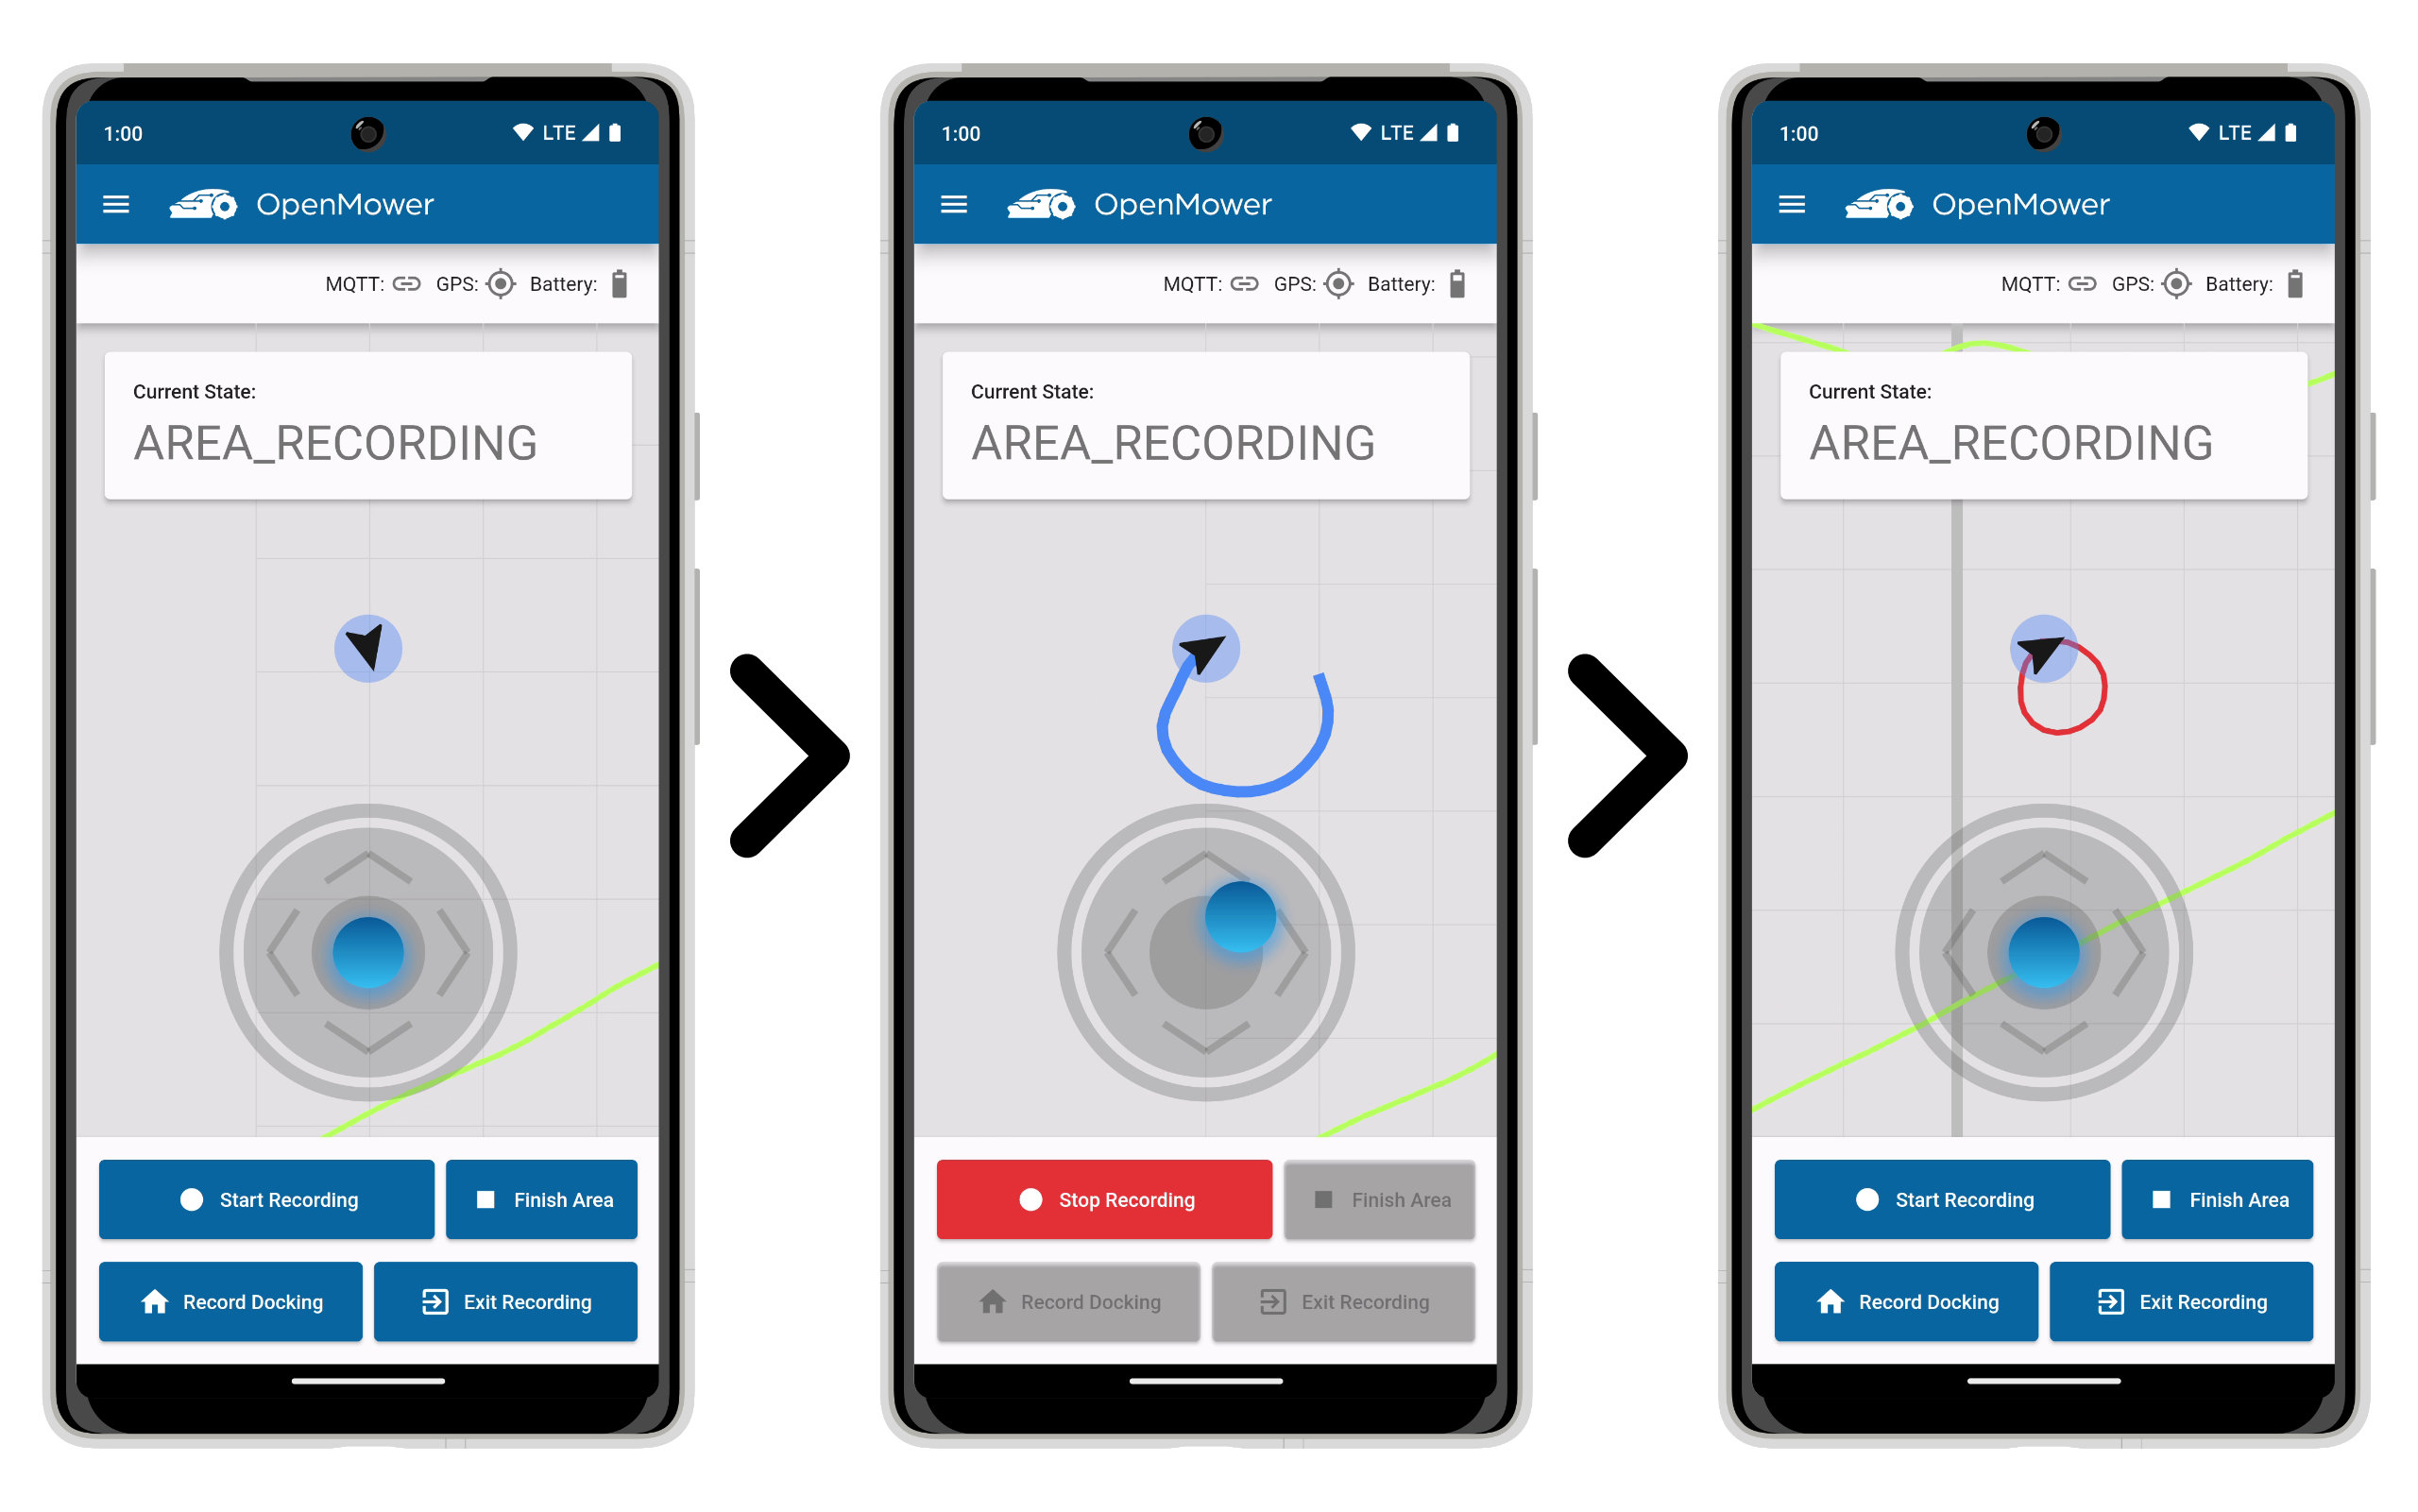 1:00 LTE
OpenMower
MQTT: GPS: Battery:
Current State:
AREA_RECORDING
Start Recording Finish Area
Record Docking Exit Recording
1:00 LTE
OpenMower
MQTT: GPS: Battery:
Current State:
AREA_RECORDING
Stop Recording Finish Area
Record Docking Exit Recording
1:00 LTE
OpenMower
MQTT: GPS: Battery:
Current State:
AREA_RECORDING
Start Recording Finish Area
Record Docking Exit Recording